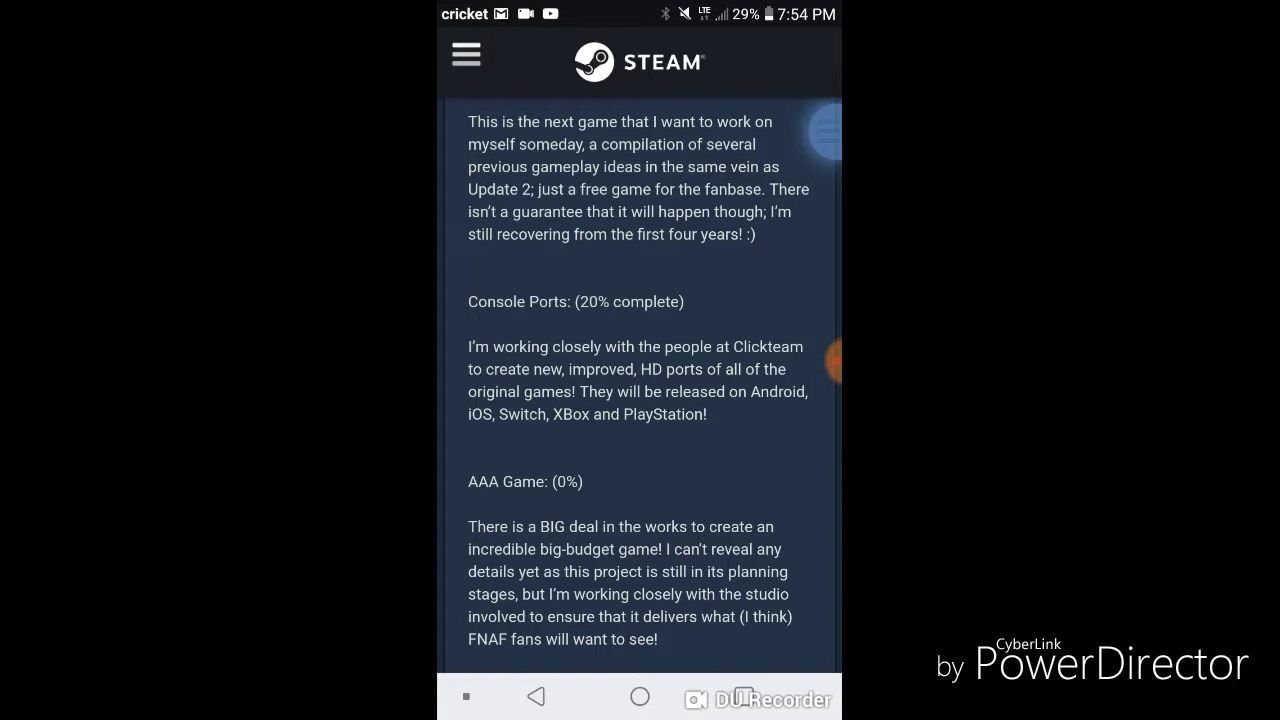 cricket LTE 29% 7:54 PM
STEAM®
This is the next game that I want to work on
myself someday, a compilation of several
previous gameplay ideas in the same vein as
Update 2; just a free game for the fanbase. There
isn't a guarantee that it will happen though; I'm
still recovering from the first four years! :)
Console Ports: (20% complete)
I'm working closely with the people at Clickteam
to create new, improved, HD ports of all of the
original games! They will be released on Android,
iOS, Switch, XBox and PlayStation!
AAA Game: (0%)
There is a BIG deal in the works to create an
incredible big-budget game! I can't reveal any
details yet as this project is still in its planning
stages, but I'm working closely with the studio
involved to ensure that it delivers what (I think)
FNAF fans will want to see!
CyberLink
by PowerDirector
DU Recorder